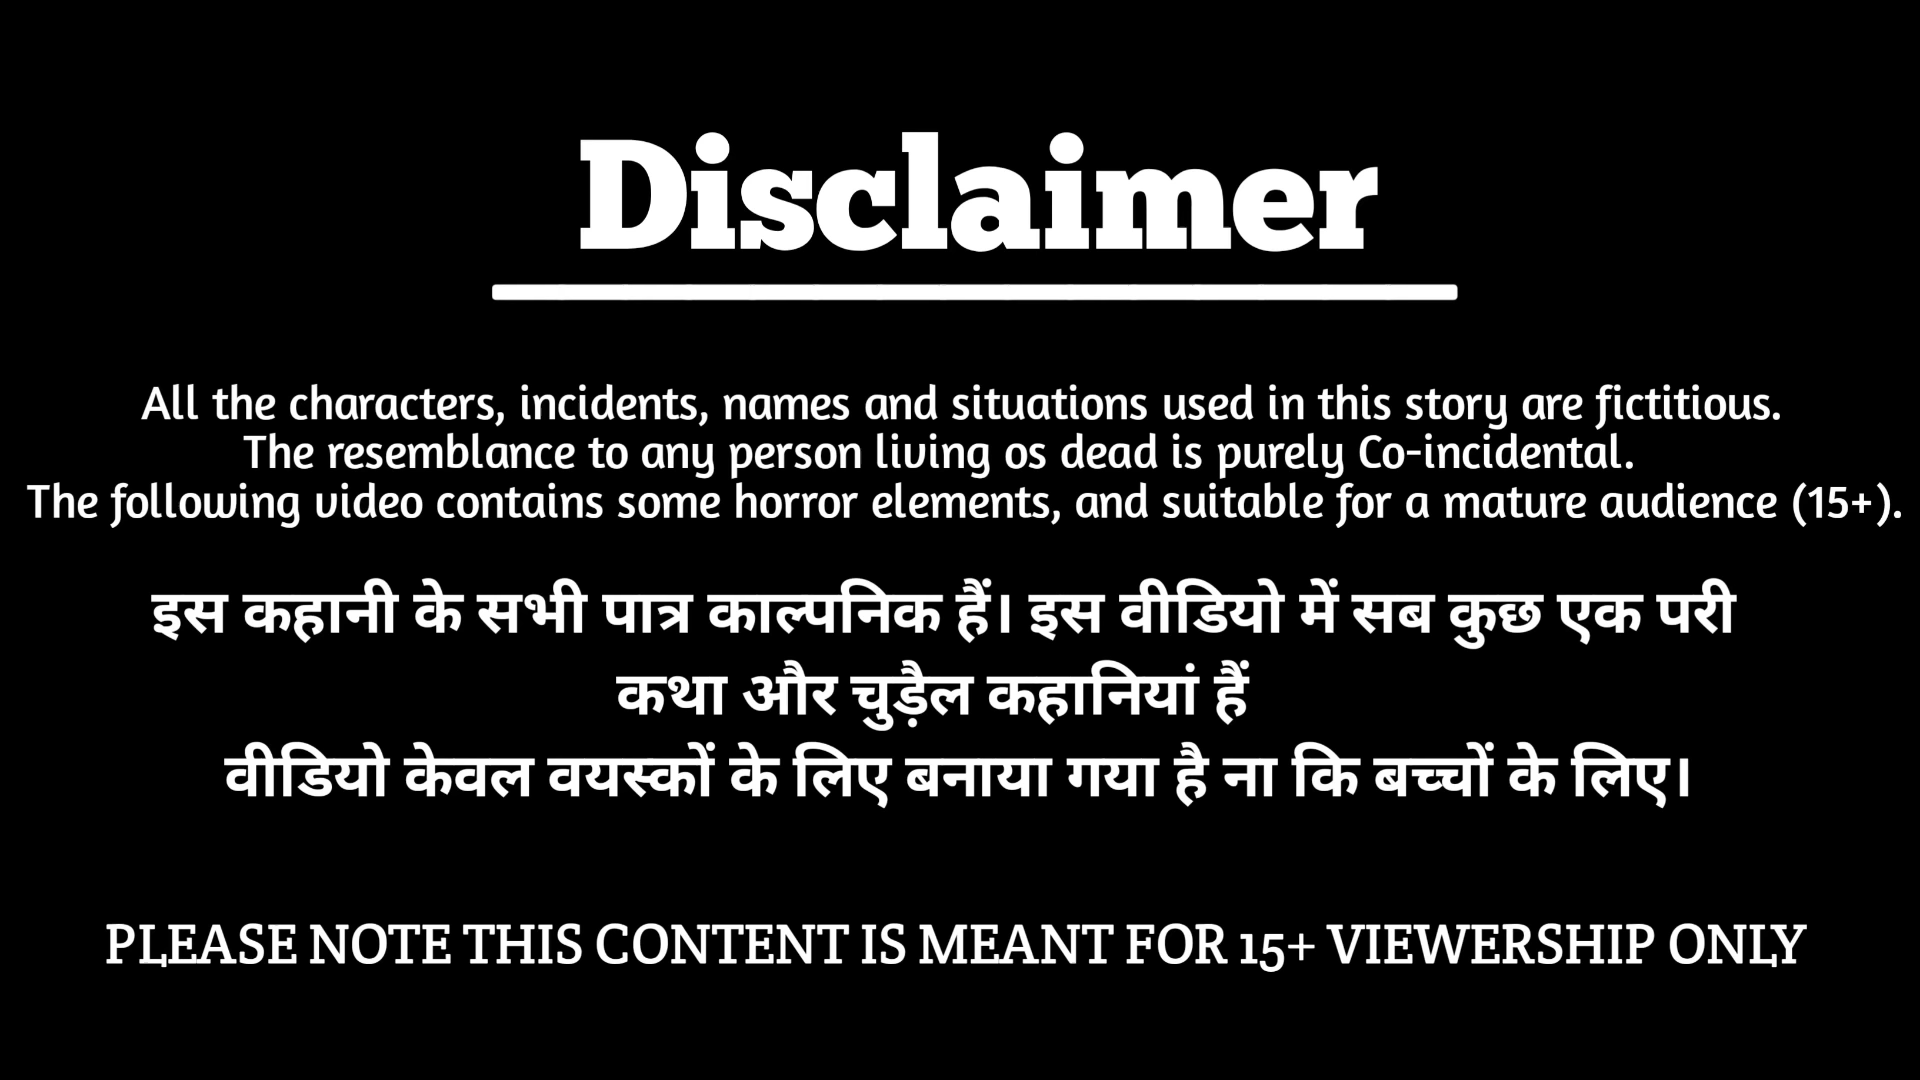 Disclaimer
All the characters, incidents, names and situations used in this story are fictitious.
The resemblance to any person living os dead is purely Co-incidental.
The following video contains some horror elements, and suitable for a mature audience (15+).
इस कहानी के सभी पात्र काल्पनिक हैं। इस वीडियो में सब कुछ एक परी
कथा और चुड़ैल कहानियां हैं
वीडियो केवल वयस्कों के लिए बनाया गया है ना कि बच्चों के लिए।
PLEASE NOTE THIS CONTENT IS MEANT FOR 15+ VIEWERSHIP ONLY